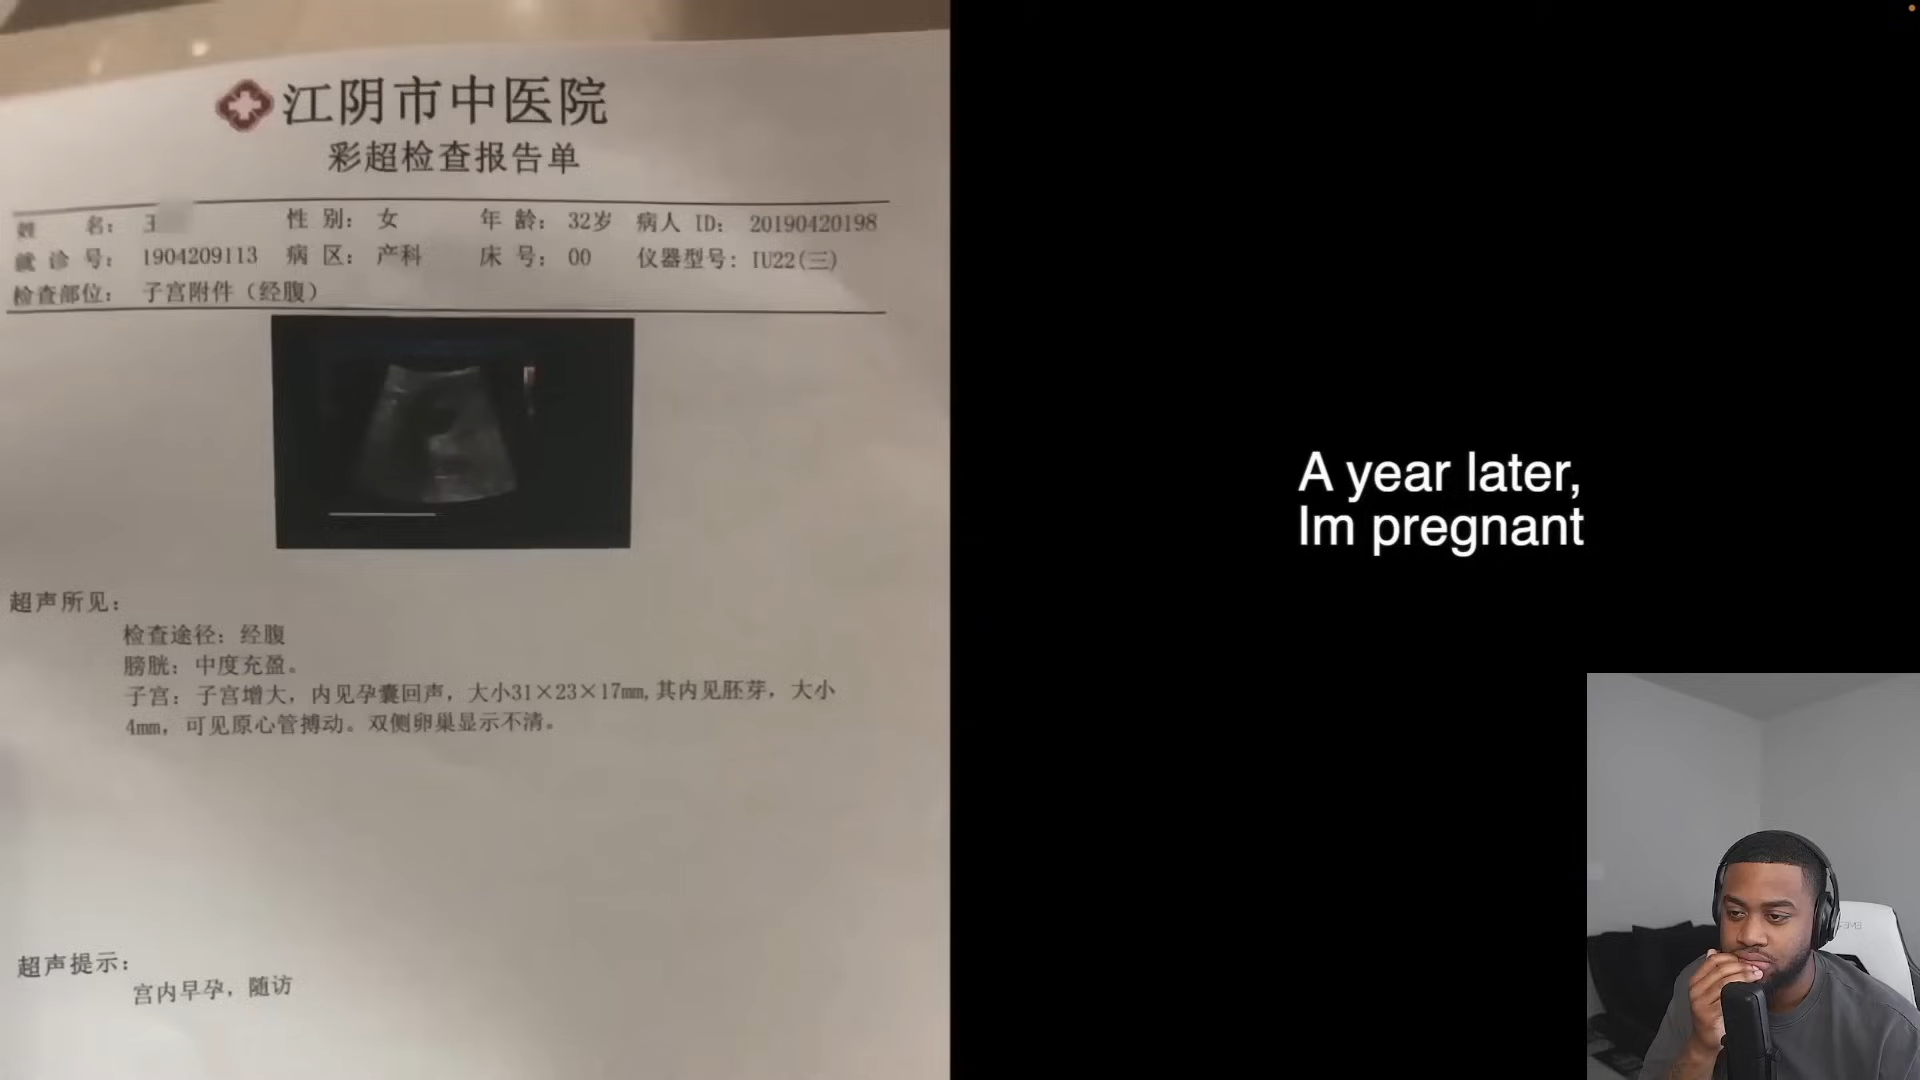 江阴市中医院
彩超检查报告单
姓 名: 王 性 别: 女 年 龄: 32岁 病人 ID: 20190420198
就 诊 号: 1904209113 病 区: 产科 床 号: 00 仪器型号: IU22(三)
检查部位: 子宫附件(经腹)
超声所见:
检查途径: 经腹
膀胱: 中度充盈。
子宫: 子宫增大, 内见孕囊回声, 大小31×23×17mm, 其内见胚芽, 大小
4mm, 可见原心管搏动。双侧卵巢显示不清。
超声提示:
宫内早孕, 随访
A year later,
Im pregnant